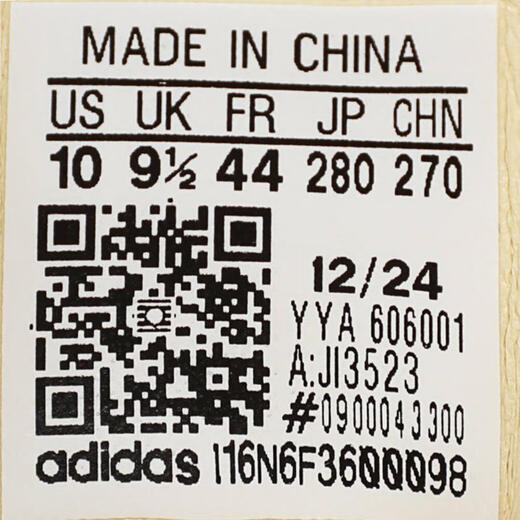 MADE IN CHINA
US UK FR JP CHN
10 9½ 44 280 270
12/24
YYA 606001
A:JI3523
#0900043300
adidas 116N6F3600098